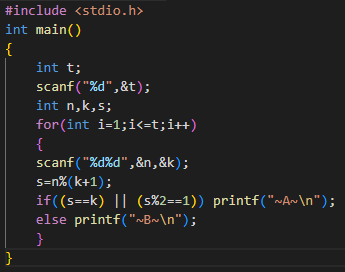 #include <stdio.h>
int main()
{
    int t;
    scanf("%d",&t);
    int n,k,s;
    for(int i=1;i<=t;i++)
    {
    scanf("%d%d",&n,&k);
    s=n%(k+1);
    if((s==k) || (s%2==1)) printf("~A~\n");
    else printf("~B~\n");
    }
}